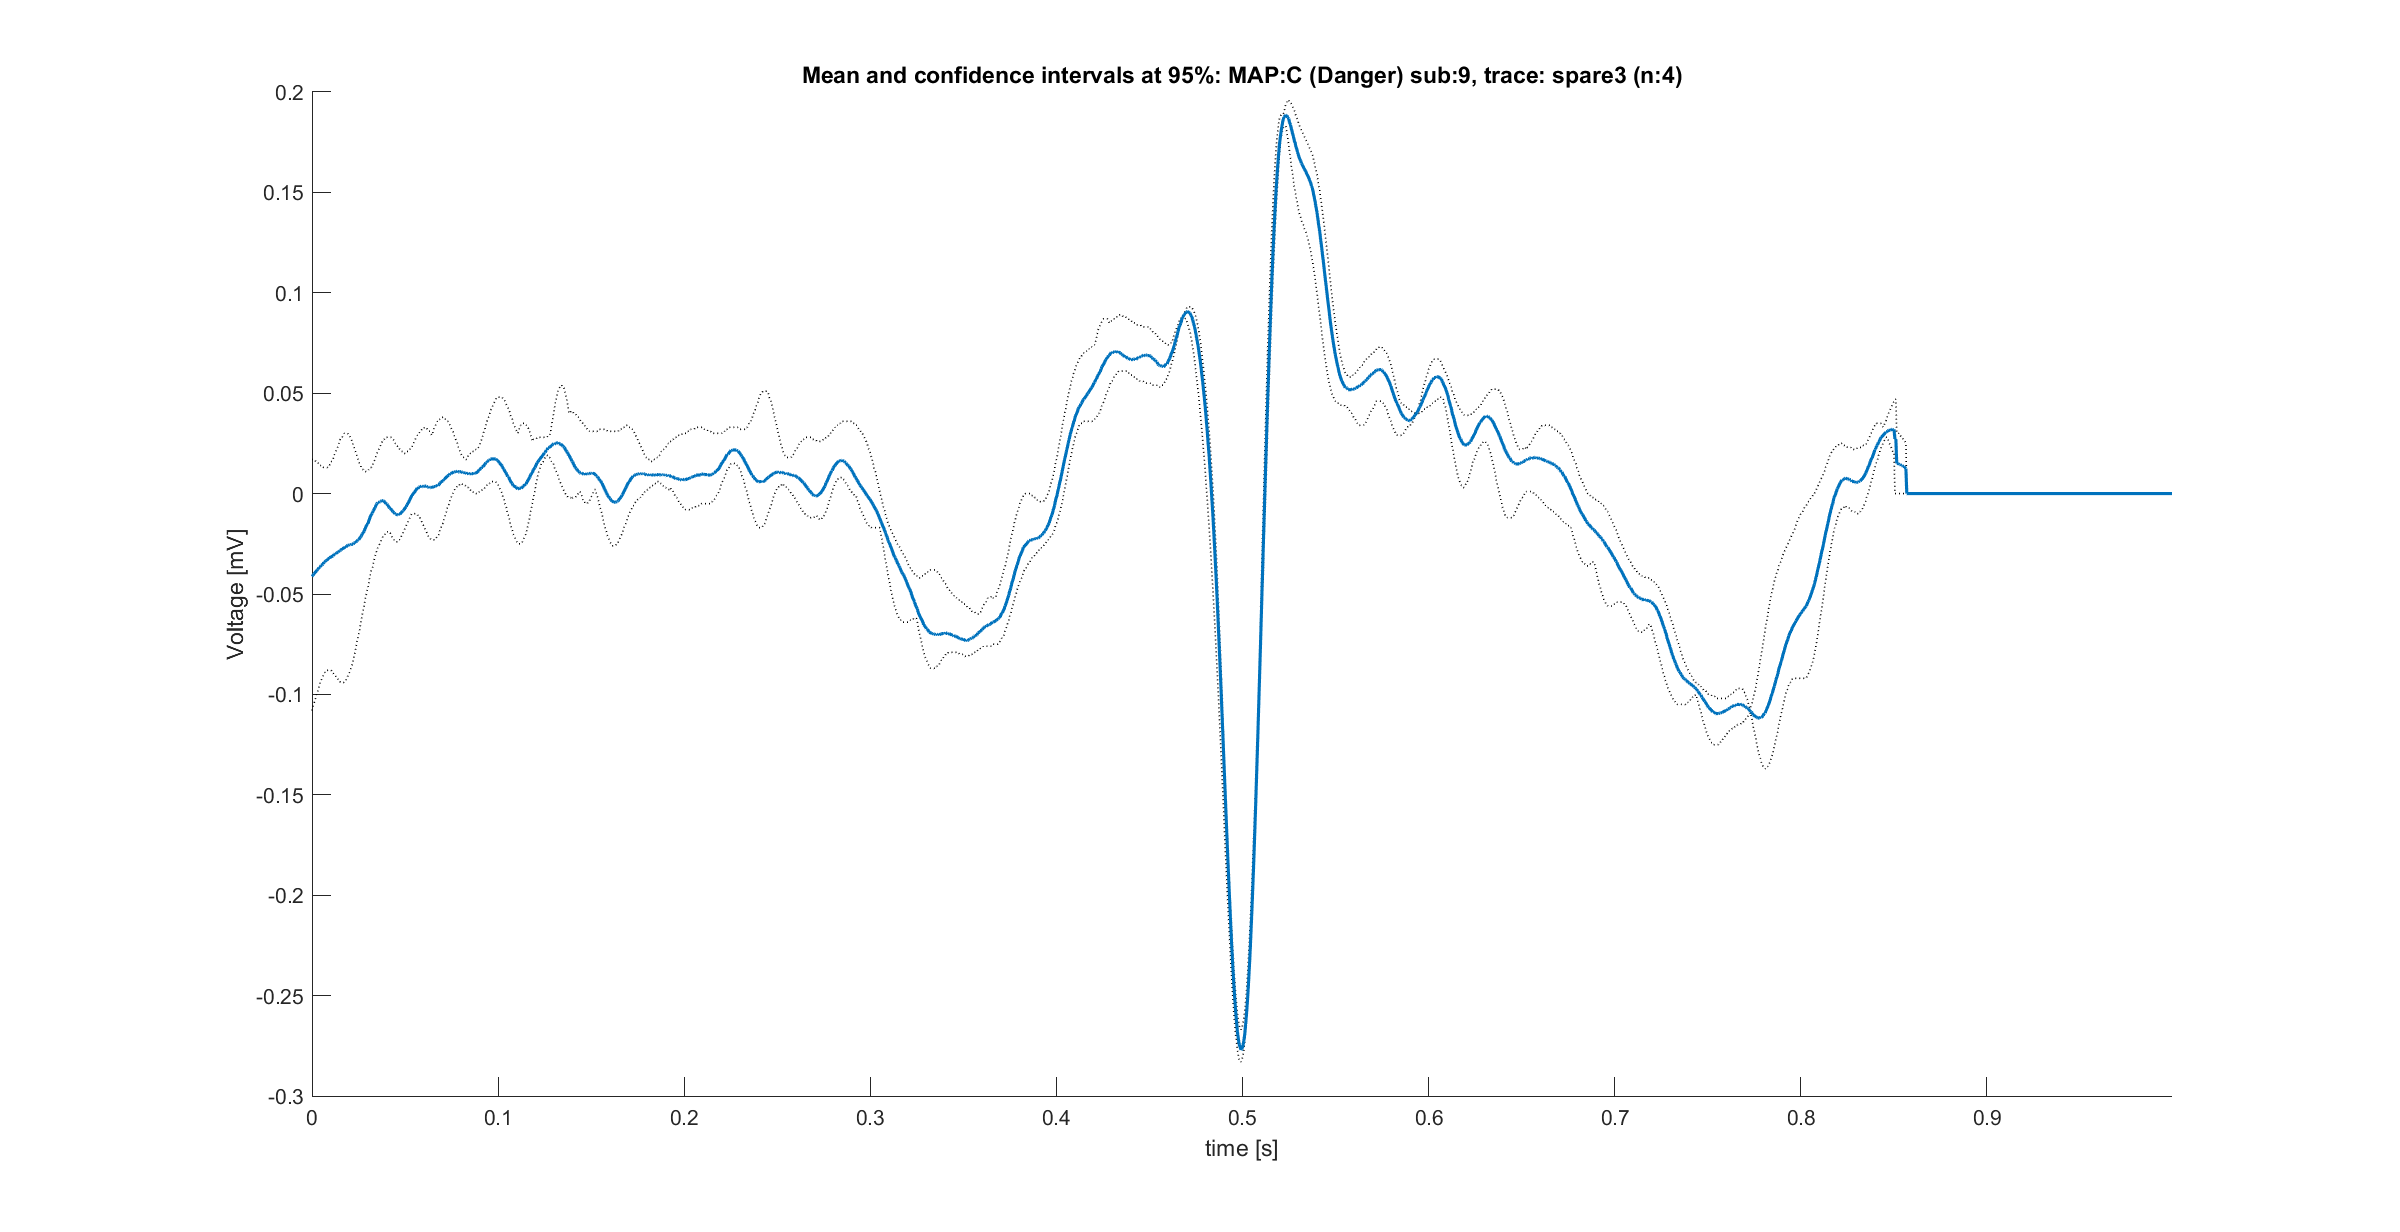 Mean and confidence intervals at 95%: MAP:C (Danger) sub:9, trace: spare3 (n:4)
0.2
0.15
0.1
0.05
0
-0.05
-0.1
-0.15
-0.2
-0.25
-0.3
Voltage [mV]
0 0.1 0.2 0.3 0.4 0.5 0.6 0.7 0.8 0.9
time [s]